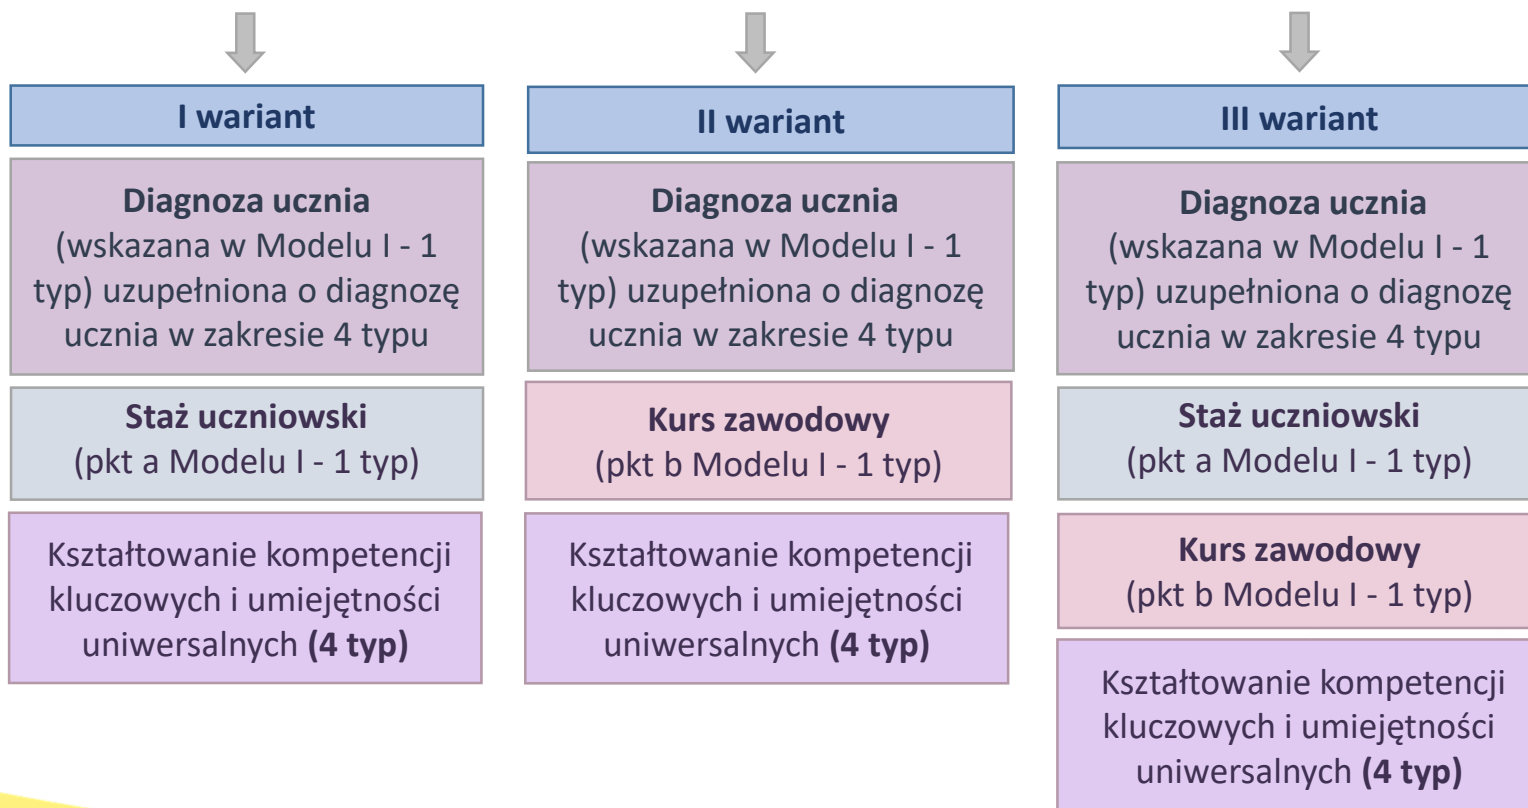 I wariant
Diagnoza ucznia
(wskazana w Modelu I - 1
typ) uzupełniona o diagnozę
ucznia w zakresie 4 typu
Staż uczniowski
(pkt a Modelu I - 1 typ)
Kształtowanie kompetencji
kluczowych i umiejętności
uniwersalnych (4 typ)
II wariant
Diagnoza ucznia
(wskazana w Modelu I - 1
typ) uzupełniona o diagnozę
ucznia w zakresie 4 typu
Kurs zawodowy
(pkt b Modelu I - 1 typ)
Kształtowanie kompetencji
kluczowych i umiejętności
uniwersalnych (4 typ)
III wariant
Diagnoza ucznia
(wskazana w Modelu I - 1
typ) uzupełniona o diagnozę
ucznia w zakresie 4 typu
Staż uczniowski
(pkt a Modelu I - 1 typ)
Kurs zawodowy
(pkt b Modelu I - 1 typ)
Kształtowanie kompetencji
kluczowych i umiejętności
uniwersalnych (4 typ)